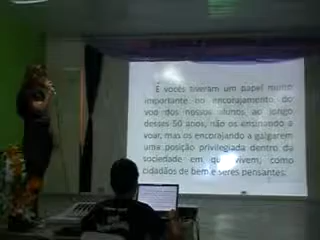 E vocês tiveram um papel muito
importante no encorajamento do
voo dos nossos alunos, ao longo
desses 50 anos, não os ensinando a
voar, mas os encorajando a galgarem
uma posição privilegiada dentro da
sociedade em que vivem, como
cidadãos de bem e seres pensantes.